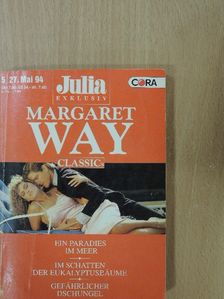 5 27. Mai 94
Julia
EXKLUSIV
CORA
MARGARET
WAY
CLASSIC
EIN PARADIES
IM MEER
IM SCHATTEN
DER EUKALYPTUSBÄUME
GEFÄHRLICHER
DSCHUNGEL